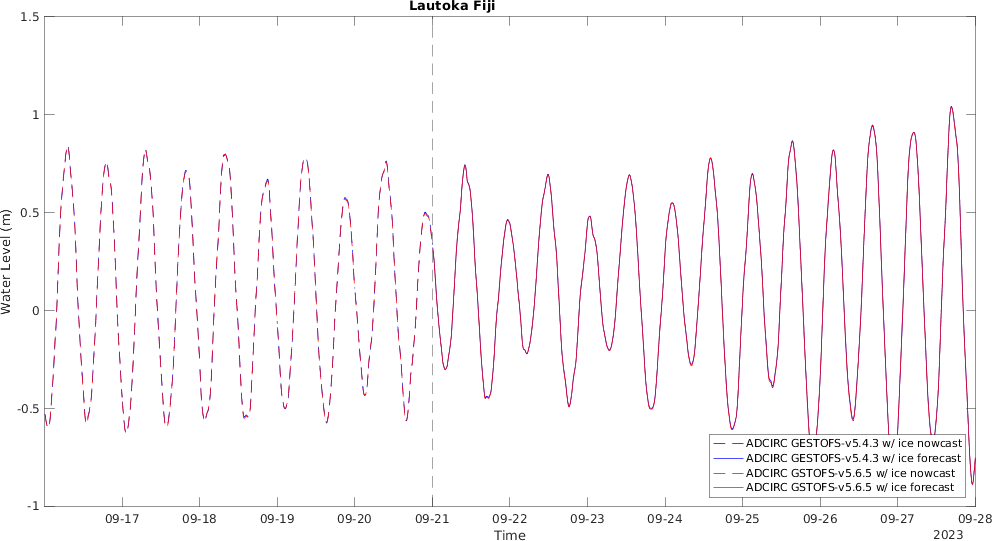 Lautoka Fiji
1.5
1
0.5
0
-0.5
-1
Water Level (m)
09-17 09-18 09-19 09-20 09-21 09-22 09-23 09-24 09-25 09-26 09-27 09-28
Time
2023
ADCIRC GESTOFS-v5.4.3 w/ ice nowcast
ADCIRC GESTOFS-v5.4.3 w/ ice forecast
ADCIRC GSTOFS-v5.6.5 w/ ice nowcast
ADCIRC GSTOFS-v5.6.5 w/ ice forecast